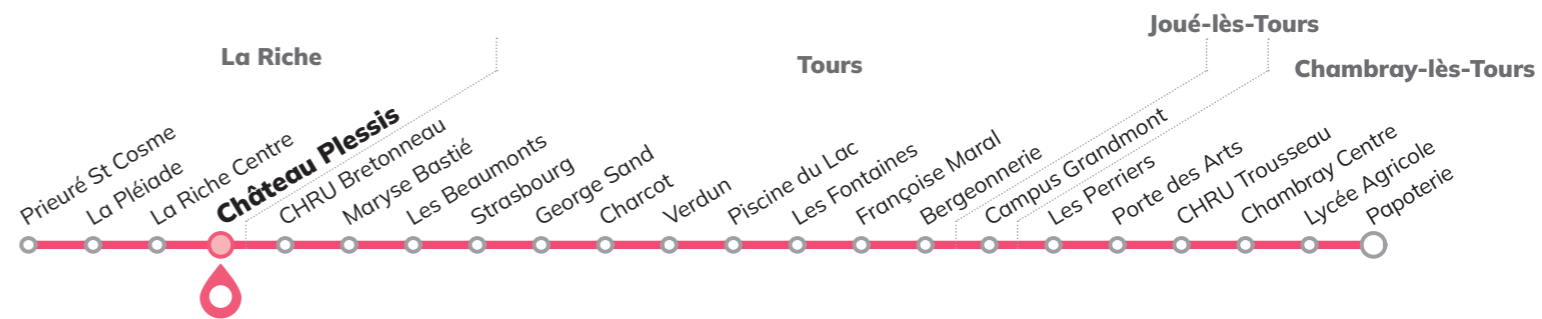 La Riche
Tours
Joué-lès-Tours
Chambray-lès-Tours
Prieuré St Cosme
La Pléiade
La Riche Centre
Château Plessis
CHRU Bretonneau
Maryse Bastié
Les Beaumonts
Strasbourg
George Sand
Charcot
Verdun
Piscine du Lac
Les Fontaines
Françoise Maral
Bergeonnerie
Campus Grandmont
Les Perriers
Porte des Arts
CHRU Trousseau
Chambray Centre
Lycée Agricole
Papoterie